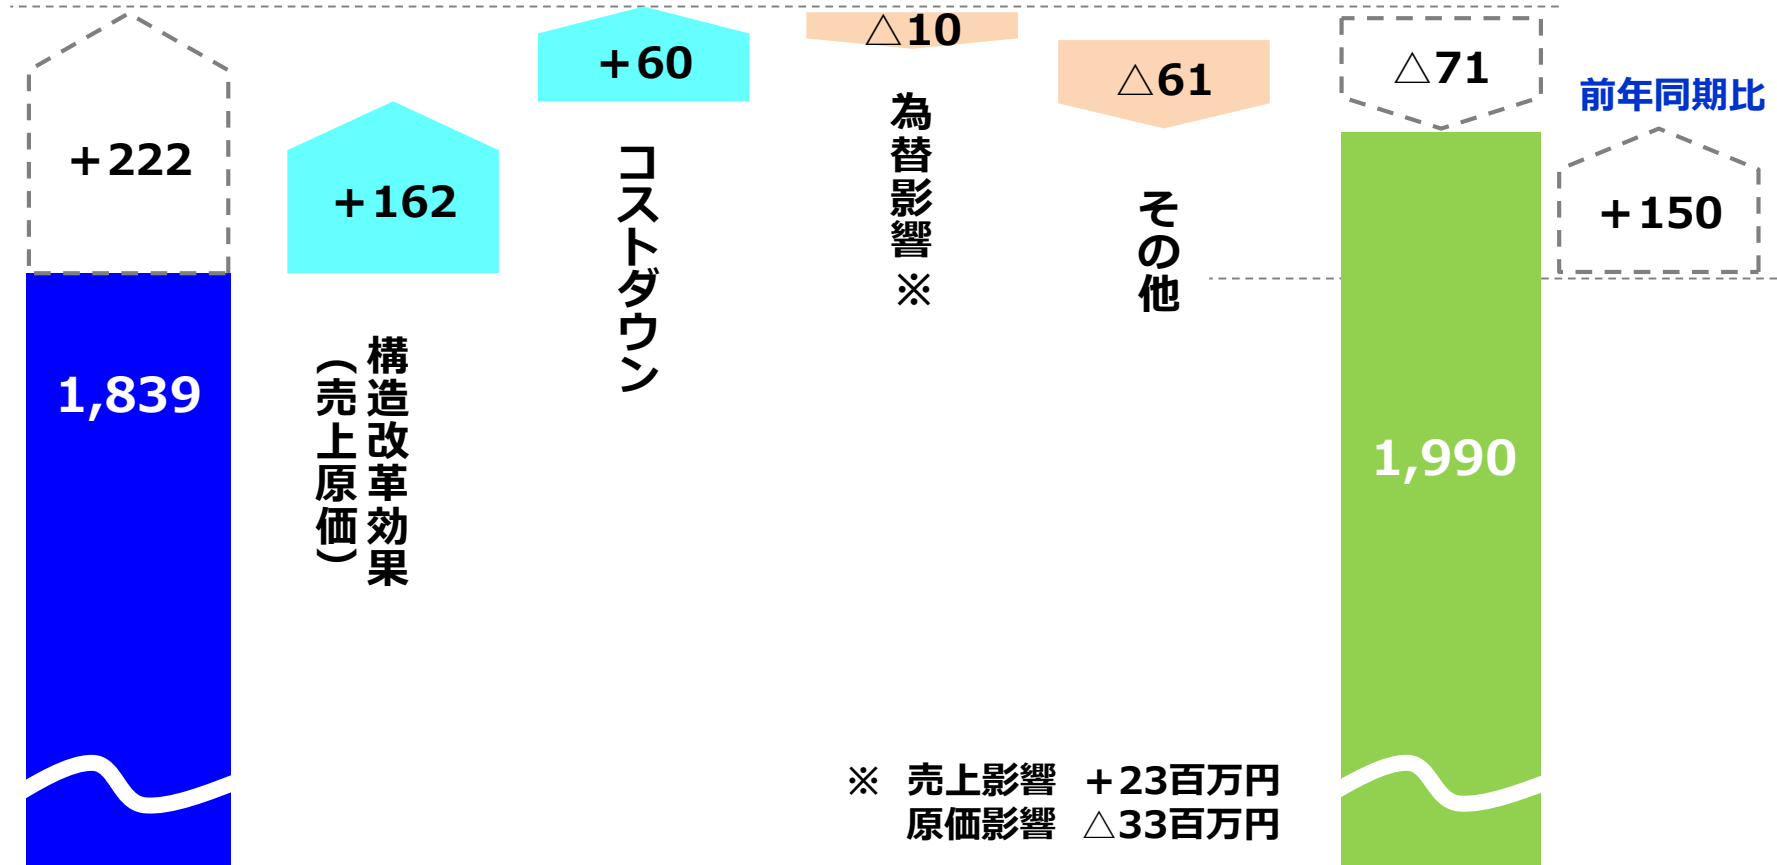 +222
1,839
+162
構造改革効果
（売上原価）
+60
コストダウン
△10
為替影響※
△61
その他
△71
1,990
前年同期比
+150
※ 売上影響 +23百万円
原価影響 △33百万円